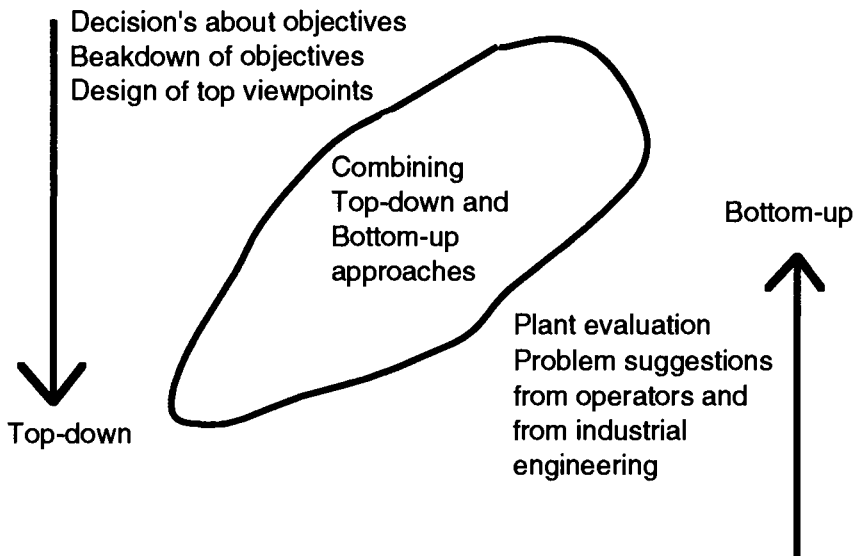 Decision's about objectives
Beakdown of objectives
Design of top viewpoints
Combining
Top-down and
Bottom-up
approaches
Bottom-up
Plant evaluation
Problem suggestions
from operators and
from industrial
engineering
Top-down